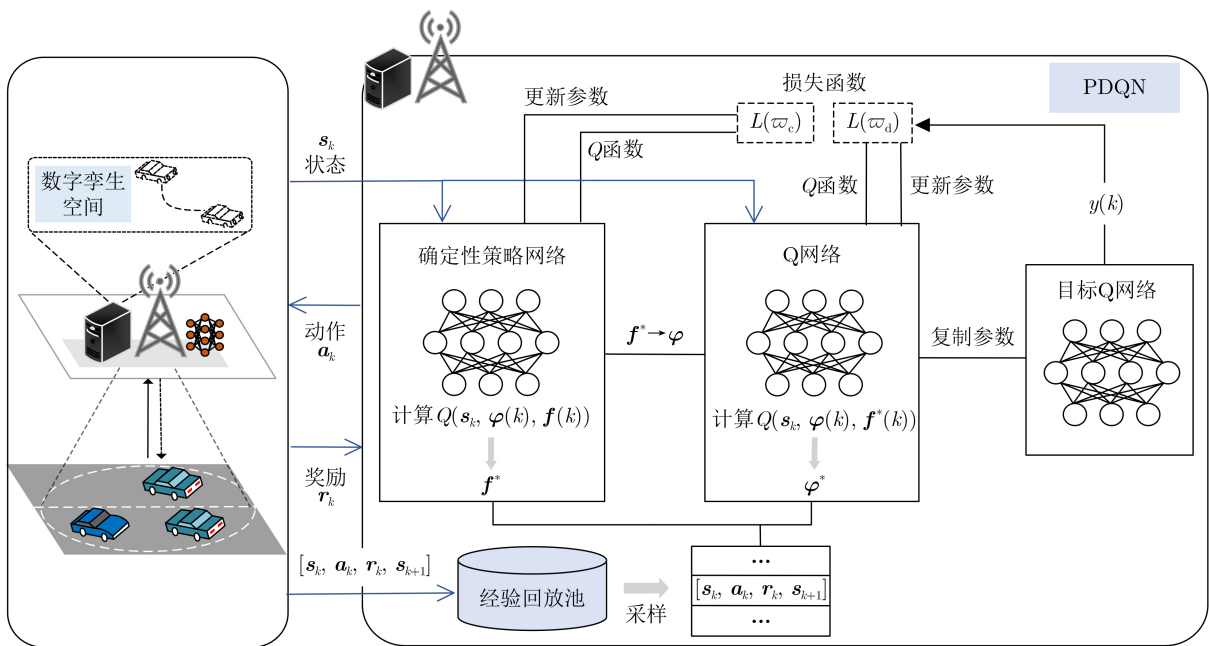 数字孪生
空间
s_k
状态
动作
a_k
奖励
r_k
[s_k, a_k, r_k, s_{k+1}]
PDQN
损失函数
更新参数
L(ϖ_c)
L(ϖ_d)
Q函数
Q函数
更新参数
y(k)
确定性策略网络
计算Q(s_k, φ(k), f(k))
f*
f*→φ
Q网络
计算Q(s_k, φ(k), f*(k))
φ*
复制参数
目标Q网络
经验回放池
采样
...
[s_k, a_k, r_k, s_{k+1}]
...